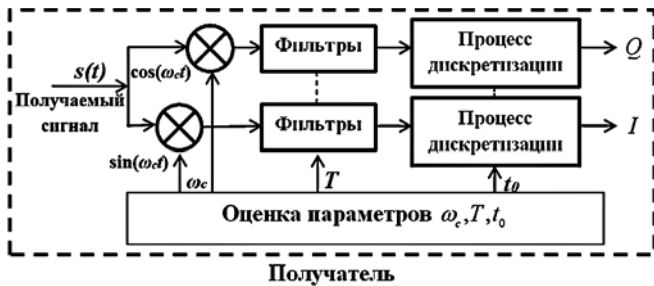 s(t)
Получаемый
сигнал
cos(ω_c t)
sin(ω_c t)
Фильтры
Процесс
дискретизации
Q
Фильтры
Процесс
дискретизации
I
ω_c
T
t_0
Оценка параметров ω_c, T, t_0
Получатель